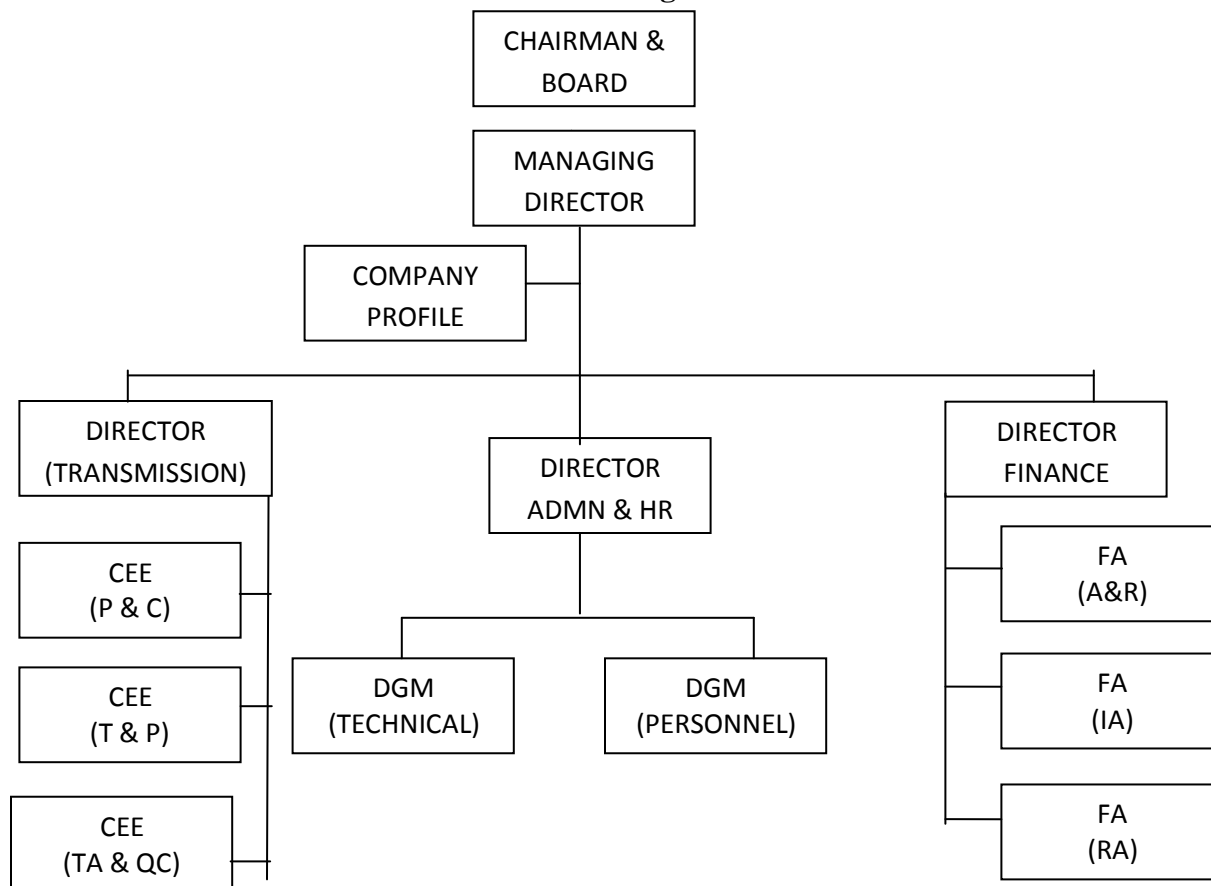 CHAIRMAN &
BOARD
MANAGING
DIRECTOR
COMPANY
PROFILE
DIRECTOR
(TRANSMISSION)
DIRECTOR
ADMN & HR
DIRECTOR
FINANCE
CEE
(P & C)
CEE
(T & P)
CEE
(TA & QC)
DGM
(TECHNICAL)
DGM
(PERSONNEL)
FA
(A&R)
FA
(IA)
FA
(RA)